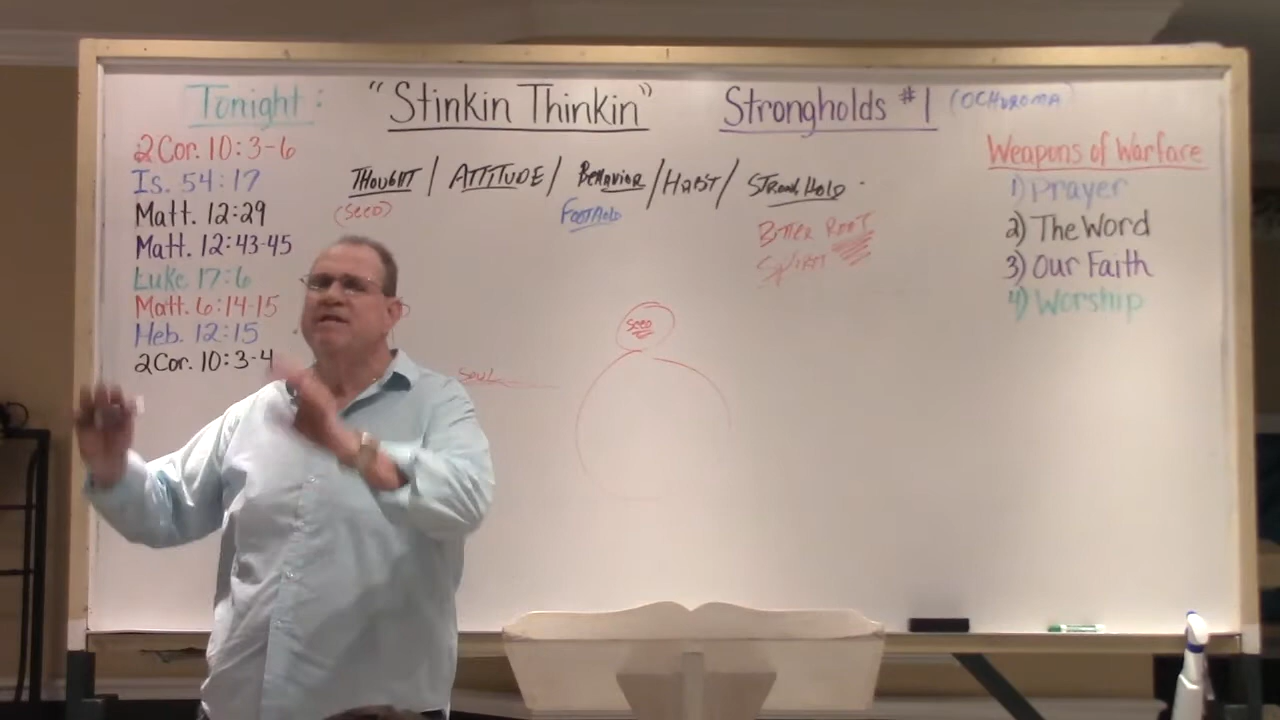 Tonight: "Stinkin Thinkin" Strongholds #1 (OCHUROMA)
2Cor. 10:3-6
Is. 54:17
Matt. 12:29
Matt. 12:43-45
Luke 17:6
Matt. 6:14-15
Heb. 12:15
2Cor. 10:3-4
THOUGHT / ATTITUDE / BEHAVIOR / HABIT / STRONGHOLD
(SEED)
FOOTHOLD
BITTER ROOT
SPIRIT
SEED
SOUL
Weapons of Warfare
1) Prayer
2) The Word
3) Our Faith
4) Worship